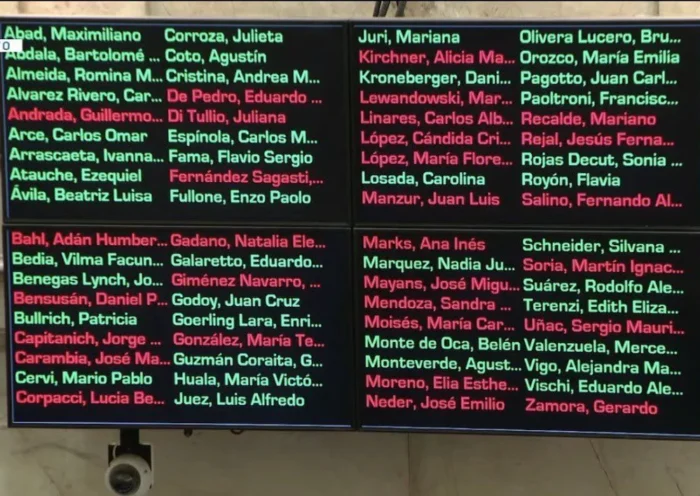 Abad, Maximiliano
O
Abdala, Bartolomé ...
Almeida, Romina M...
Alvarez Rivero, Car...
Andrada, Guillermo...
Arce, Carlos Omar
Arrascaeta, Ivanna...
Atauche, Ezequiel
Ávila, Beatriz Luisa
Corroza, Julieta
Coto, Agustín
Cristina, Andrea M...
De Pedro, Eduardo ...
Di Tullio, Juliana
Espínola, Carlos M...
Fama, Flavio Sergio
Fernández Sagasti,...
Fullone, Enzo Paolo
Juri, Mariana
Kirchner, Alicia Ma...
Kroneberger, Dani...
Lewandowski, Mar...
Linares, Carlos Alb...
López, Cándida Cri...
López, María Flore...
Losada, Carolina
Manzur, Juan Luis
Olivera Lucero, Bru...
Orozco, María Emilia
Pagotto, Juan Carl...
Paoltroni, Francisc...
Recalde, Mariano
Rejal, Jesús Ferna...
Rojas Decut, Sonia ...
Royón, Flavia
Salino, Fernando Al...
Bahl, Adán Humber...
Bedia, Vilma Facun...
Benegas Lynch, Jo...
Bensusán, Daniel P...
Bullrich, Patricia
Capitanich, Jorge ...
Carambia, José Ma...
Cervi, Mario Pablo
Corpacci, Lucia Be...
Gadano, Natalia Ele...
Galaretto, Eduardo...
Giménez Navarro, ...
Godoy, Juan Cruz
Goerling Lara, Enri...
González, María Te...
Guzmán Coraita, G...
Huala, María Victó...
Juez, Luis Alfredo
Marks, Ana Inés
Marquez, Nadia Ju...
Mayans, José Migu...
Mendoza, Sandra ...
Moisés, María Car...
Monte de Oca, Belén
Monteverde, Agust...
Moreno, Elia Esthe...
Neder, José Emilio
Schneider, Silvana ...
Soria, Martín Ignac...
Suárez, Rodolfo Ale...
Terenzi, Edith Eliza...
Uñac, Sergio Mauri...
Valenzuela, Merce...
Vigo, Alejandra Ma...
Vischi, Eduardo Ale...
Zamora, Gerardo